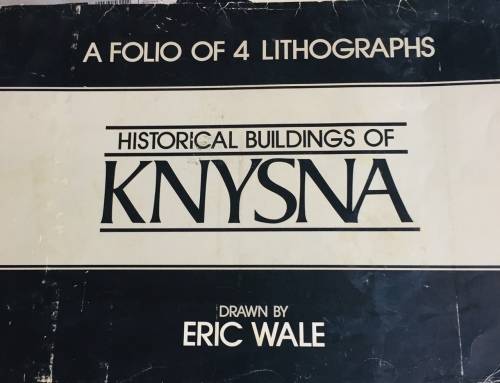 A FOLIO OF 4 LITHOGRAPHS
HISTORICAL BUILDINGS OF
KNYSNA
DRAWN BY
ERIC WALE